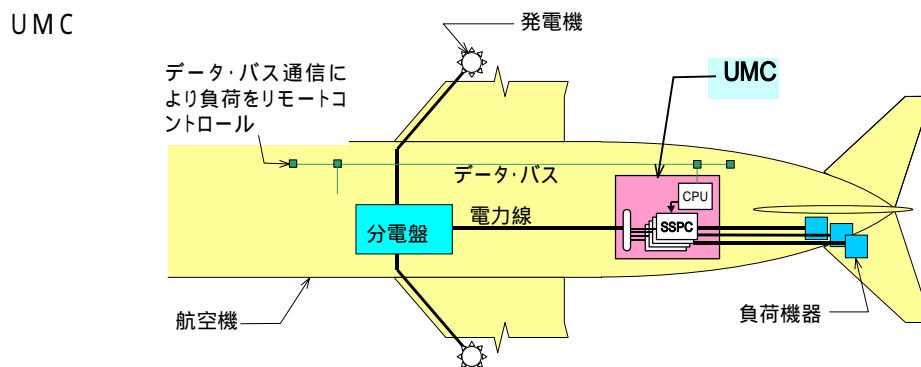 UMC
発電機
データ・バス通信に
より負荷をリモートコ
ントロール
UMC
データ・バス
CPU
電力線
SSPC
分電盤
航空機
負荷機器